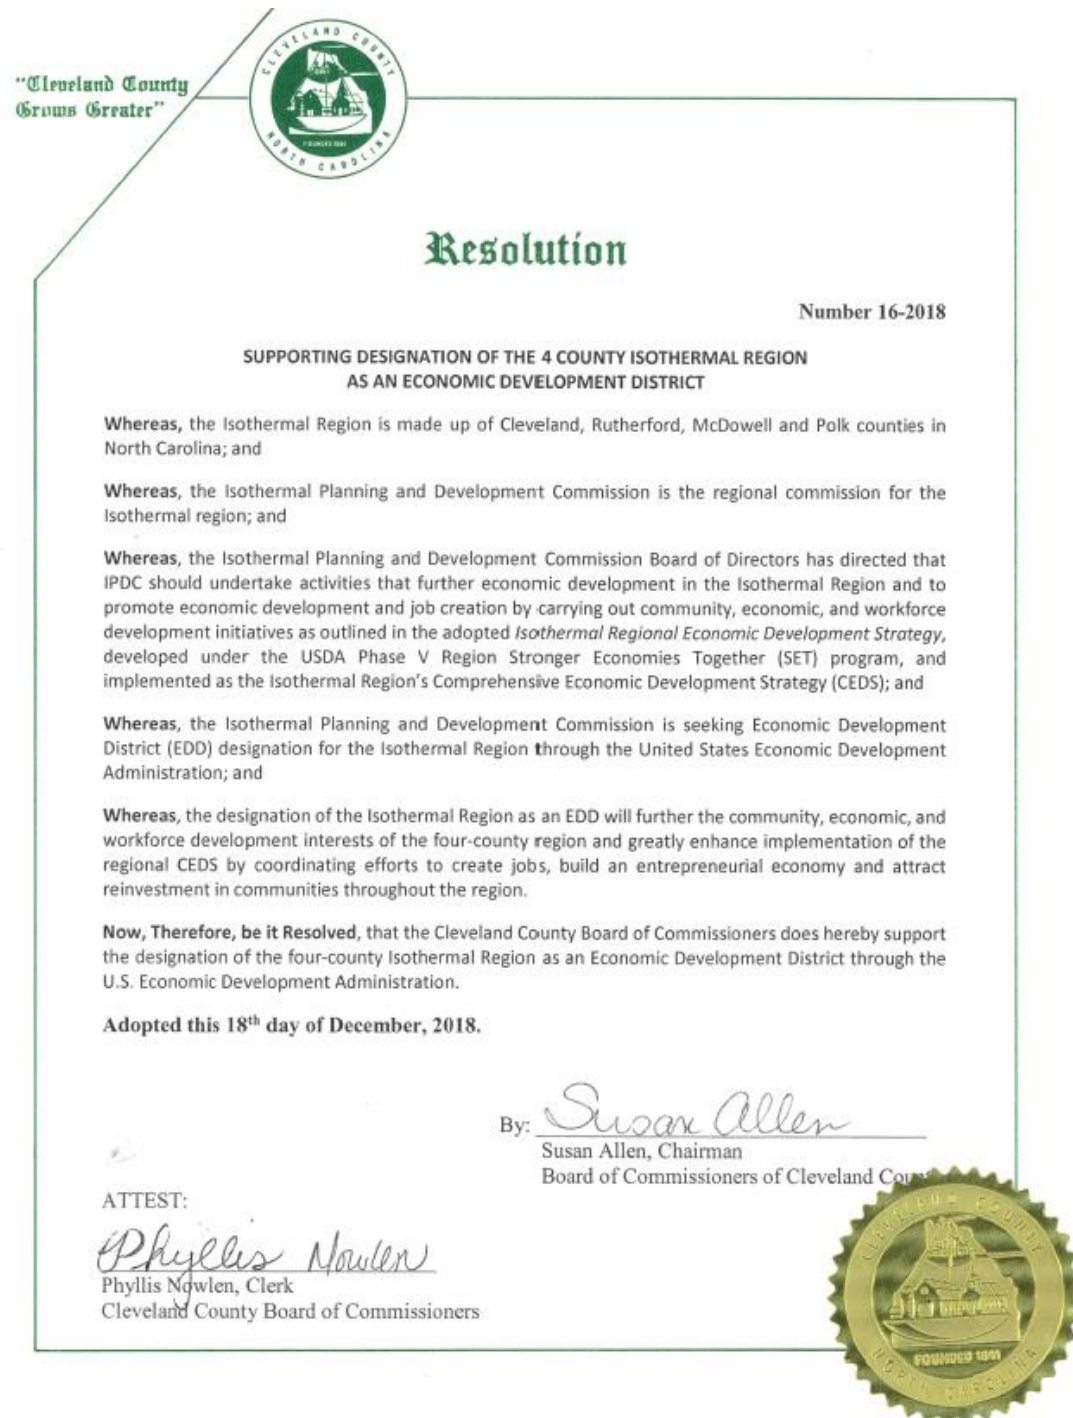 "Cleveland County
Grows Greater"
CLEVELAND COUNTY
FOUNDED 1841
NORTH CAROLINA
Resolution
Number 16-2018
SUPPORTING DESIGNATION OF THE 4 COUNTY ISOTHERMAL REGION
AS AN ECONOMIC DEVELOPMENT DISTRICT
Whereas, the Isothermal Region is made up of Cleveland, Rutherford, McDowell and Polk counties in
North Carolina; and
Whereas, the Isothermal Planning and Development Commission is the regional commission for the
Isothermal region; and
Whereas, the Isothermal Planning and Development Commission Board of Directors has directed that
IPDC should undertake activities that further economic development in the Isothermal Region and to
promote economic development and job creation by carrying out community, economic, and workforce
development initiatives as outlined in the adopted Isothermal Regional Economic Development Strategy,
developed under the USDA Phase V Region Stronger Economies Together (SET) program, and
implemented as the Isothermal Region's Comprehensive Economic Development Strategy (CEDS); and
Whereas, the Isothermal Planning and Development Commission is seeking Economic Development
District (EDD) designation for the Isothermal Region through the United States Economic Development
Administration; and
Whereas, the designation of the Isothermal Region as an EDD will further the community, economic, and
workforce development interests of the four-county region and greatly enhance implementation of the
regional CEDS by coordinating efforts to create jobs, build an entrepreneurial economy and attract
reinvestment in communities throughout the region.
Now, Therefore, be it Resolved, that the Cleveland County Board of Commissioners does hereby support
the designation of the four-county Isothermal Region as an Economic Development District through the
U.S. Economic Development Administration.
Adopted this 18th day of December, 2018.
By: Susan Allen
Susan Allen, Chairman
Board of Commissioners of Cleveland Coun
ATTEST:
Phyllis Nowlen
Phyllis Nowlen, Clerk
Cleveland County Board of Commissioners
CLEVELAND COUNTY
FOUNDED 1841
NORTH CAROLINA